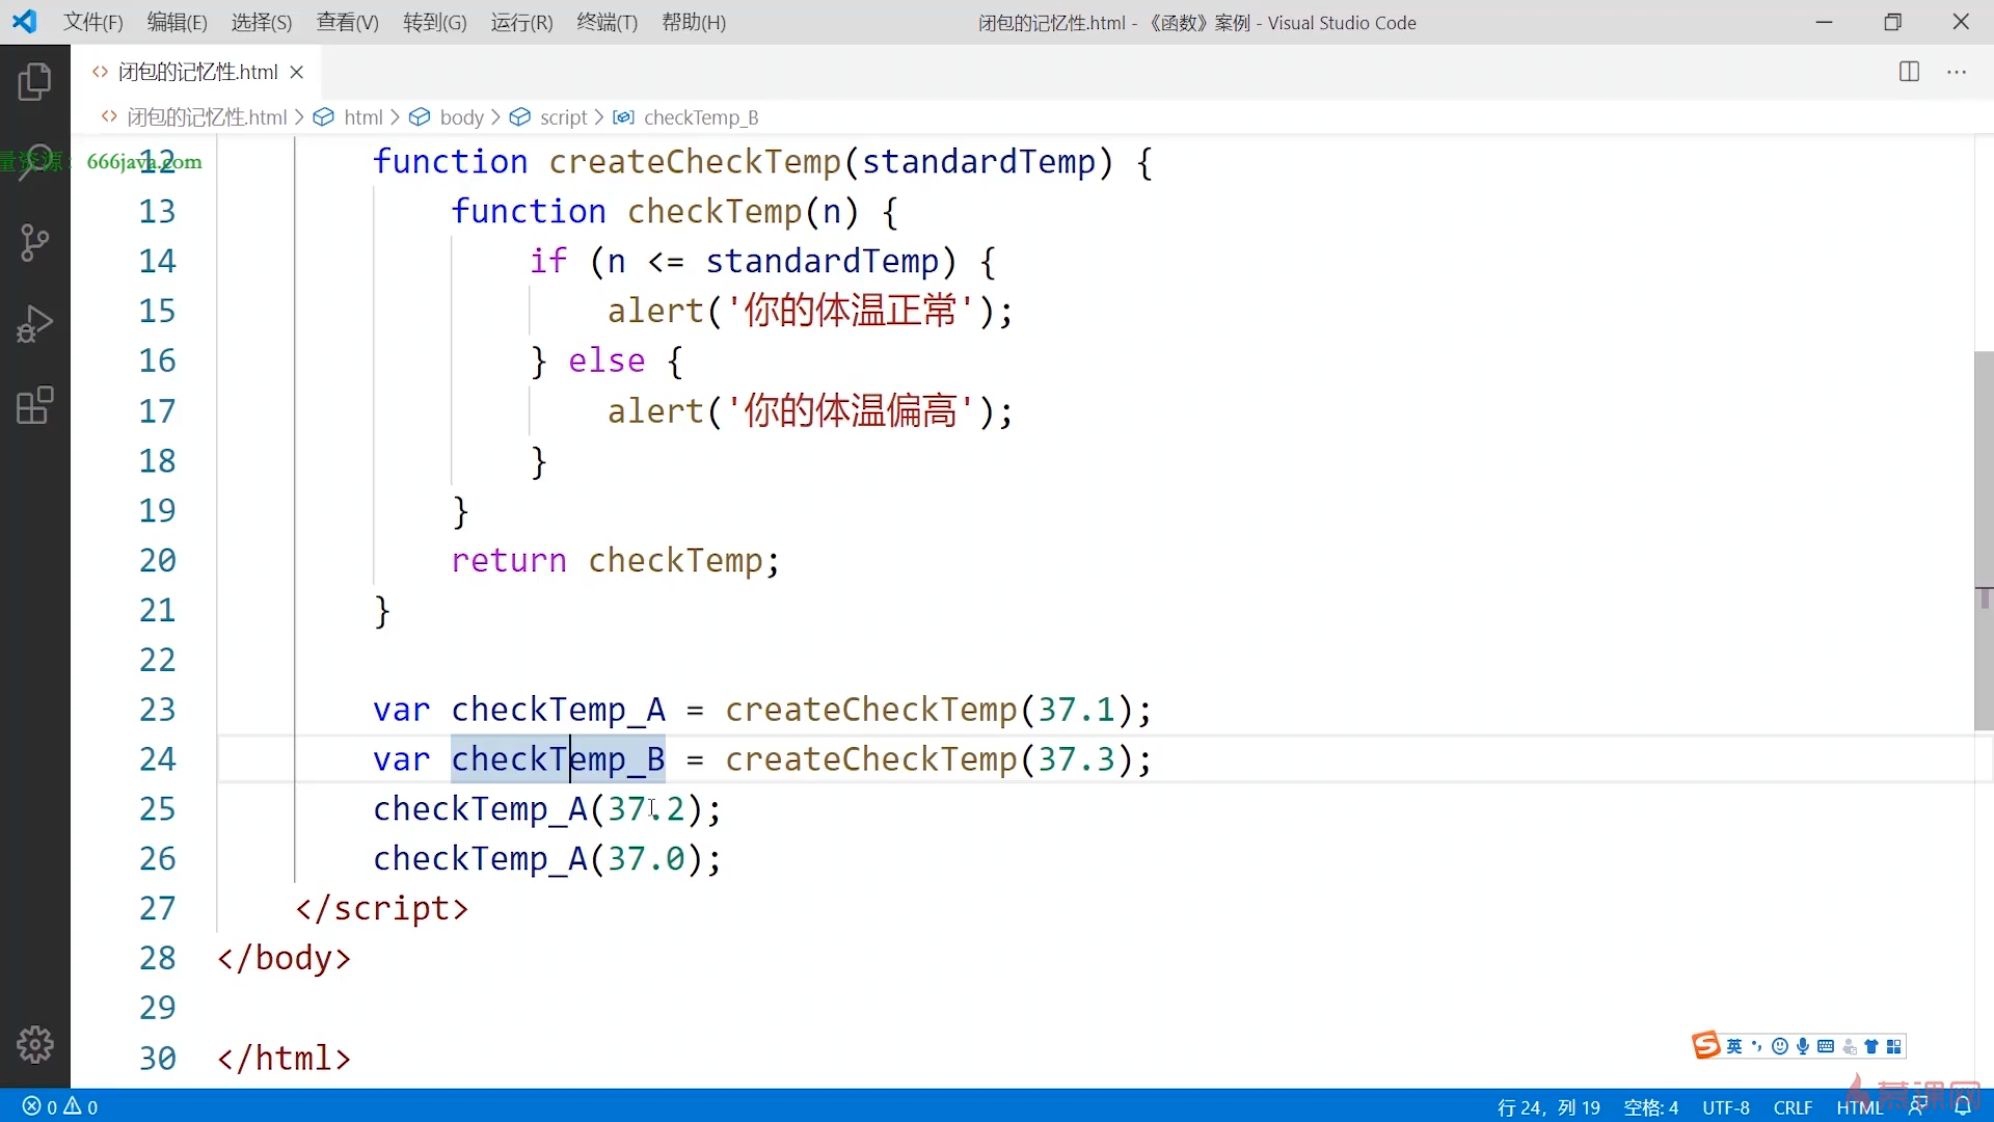 文件(F) 编辑(E) 选择(S) 查看(V) 转到(G) 运行(R) 终端(T) 帮助(H) 闭包的记忆性.html - 《函数》案例 - Visual Studio Code
闭包的记忆性.html
闭包的记忆性.html > html > body > script > checkTemp_B
量资源：666java.com
12 function createCheckTemp(standardTemp) {
13 function checkTemp(n) {
14 if (n <= standardTemp) {
15 alert('你的体温正常');
16 } else {
17 alert('你的体温偏高');
18 }
19 }
20 return checkTemp;
21 }
22
23 var checkTemp_A = createCheckTemp(37.1);
24 var checkTemp_B = createCheckTemp(37.3);
25 checkTemp_A(37.2);
26 checkTemp_A(37.0);
27 </script>
28 </body>
29
30 </html>
英
慕课网
0 0 行 24，列 19 空格: 4 UTF-8 CRLF HTML